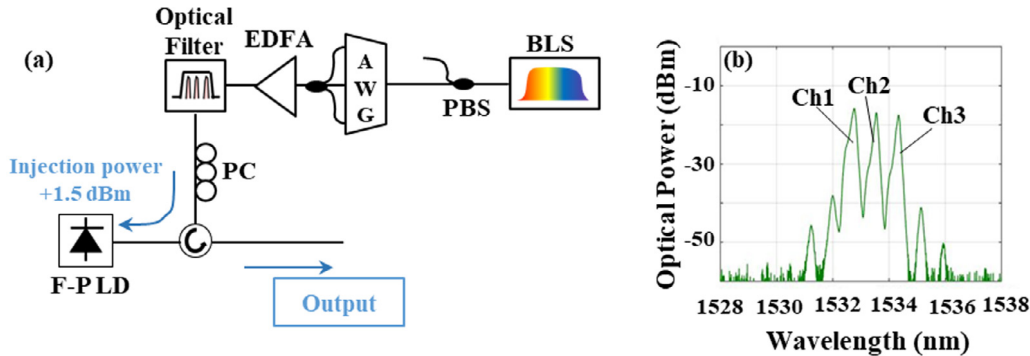 (a)
Optical
Filter
EDFA
A
W
G
PBS
BLS
Injection power
+1.5 dBm
PC
F-P LD
Output
(b)
Optical Power (dBm)
-10
-30
-50
Ch1
Ch2
Ch3
1528 1530 1532 1534 1536 1538
Wavelength (nm)